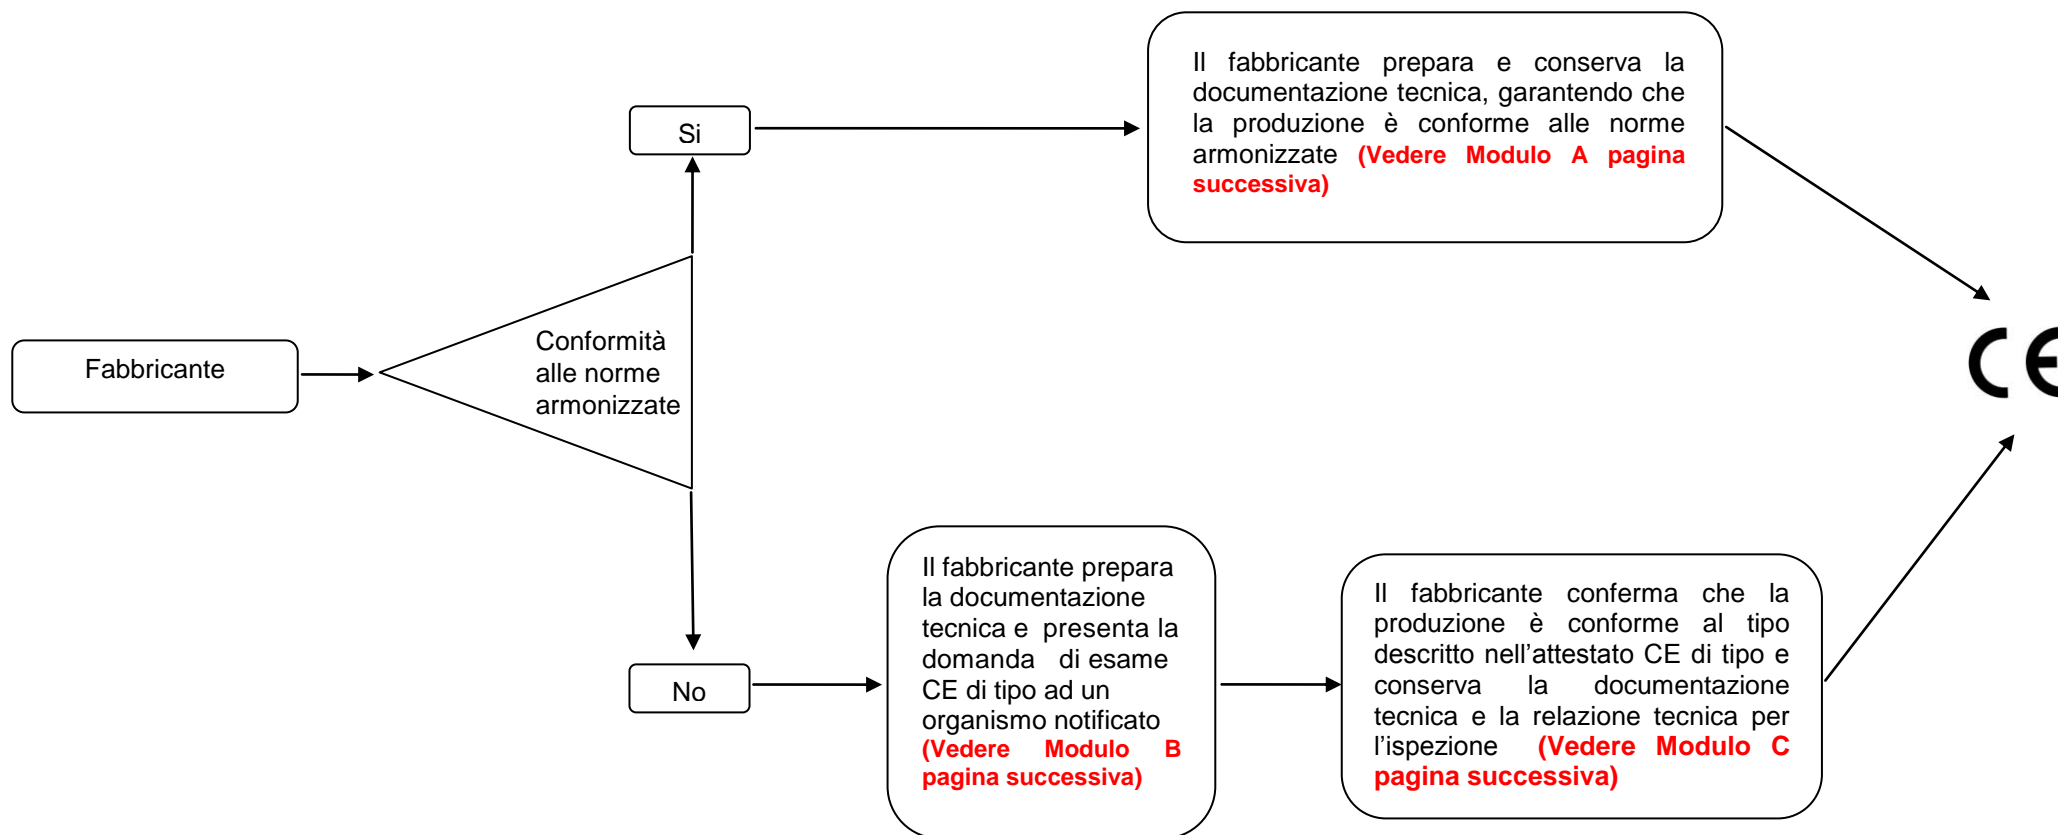 Il fabbricante prepara e conserva la
documentazione tecnica, garantendo che
la produzione è conforme alle norme
armonizzate (Vedere Modulo A pagina
successiva)
Si
Fabbricante
Conformità
alle norme
armonizzate
CE
No
Il fabbricante prepara
la documentazione
tecnica e presenta la
domanda di esame
CE di tipo ad un
organismo notificato
(Vedere Modulo B
pagina successiva)
Il fabbricante conferma che la
produzione è conforme al tipo
descritto nell’attestato CE di tipo e
conserva la documentazione
tecnica e la relazione tecnica per
l’ispezione (Vedere Modulo C
pagina successiva)